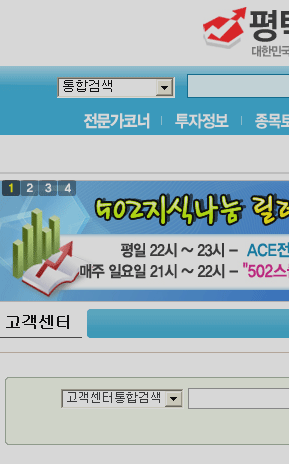 평택
대한민국
통합검색
전문가코너 | 투자정보 | 종목토
1 2 3 4
502지식나눔 릴레
평일 22시 ~ 23시 - ACE전
매주 일요일 21시 ~ 22시 - "502스
고객센터
고객센터통합검색